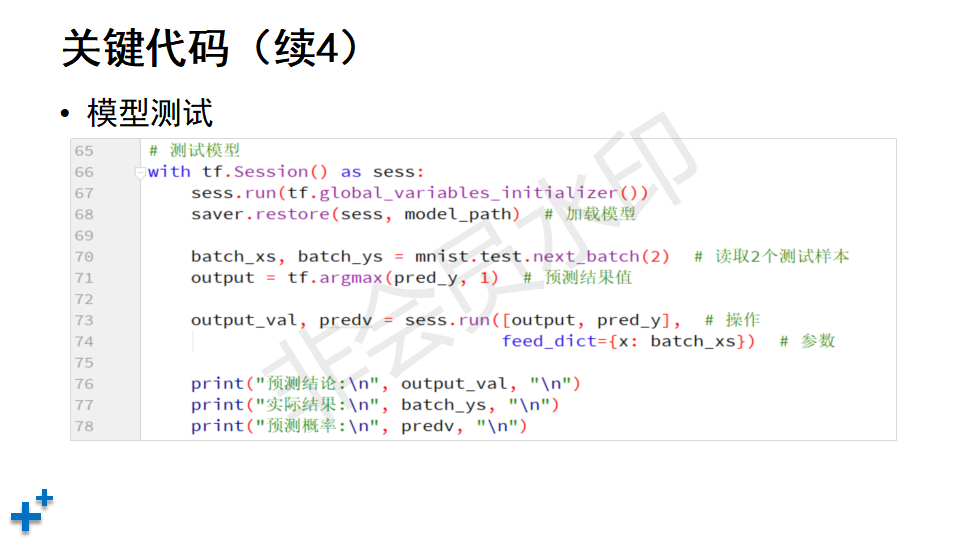 关键代码（续4）
• 模型测试
65 # 测试模型
66 with tf.Session() as sess:
67 sess.run(tf.global_variables_initializer())
68 saver.restore(sess, model_path) # 加载模型
69
70 batch_xs, batch_ys = mnist.test.next_batch(2) # 读取2个测试样本
71 output = tf.argmax(pred_y, 1) # 预测结果值
72
73 output_val, predv = sess.run([output, pred_y], # 操作
74 feed_dict={x: batch_xs}) # 参数
75
76 print("预测结论:\n", output_val, "\n")
77 print("实际结果:\n", batch_ys, "\n")
78 print("预测概率:\n", predv, "\n")
非会员水印